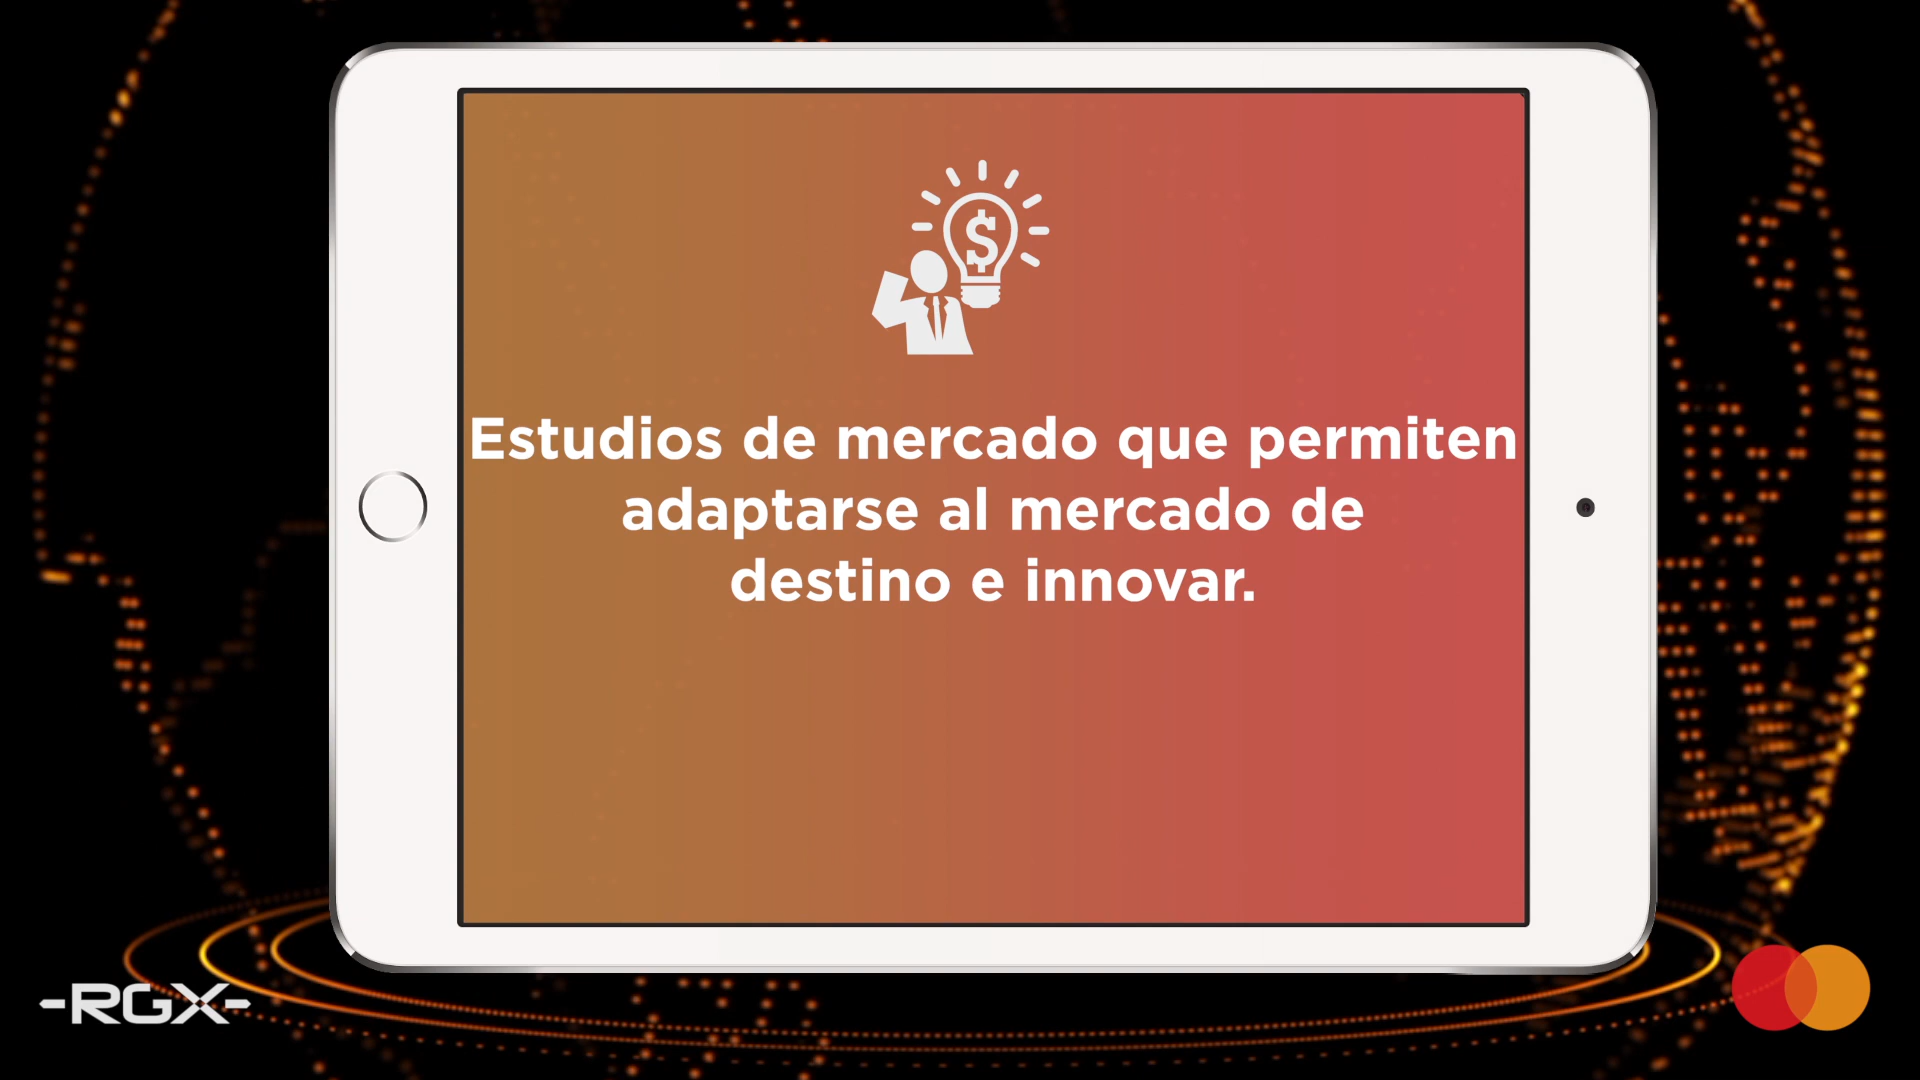 $
Estudios de mercado que permiten
adaptarse al mercado de
destino e innovar.
-RGX-